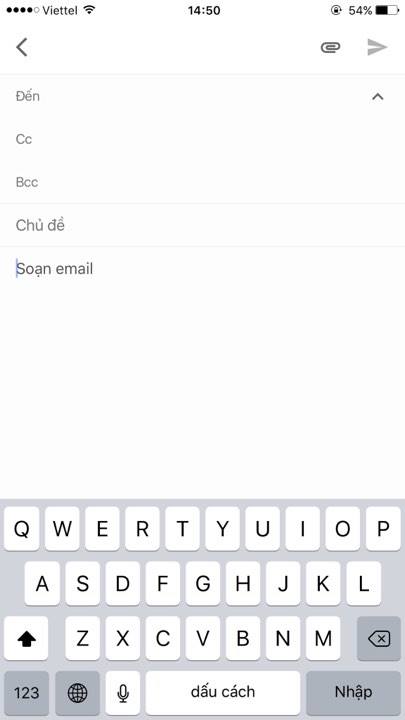 Viettel 14:50 54%
Đến
Cc
Bcc
Chủ đề
Soạn email
Q W E R T Y U I O P
A S D F G H J K L
Z X C V B N M
123 dấu cách Nhập